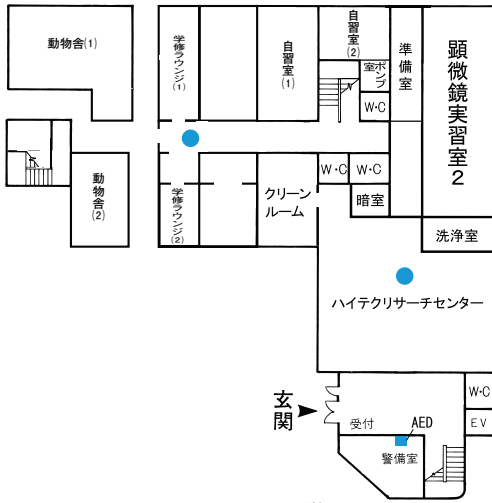 動物舎(1)
学修ラウンジ(1)
自習室(1)
自習室(2)
ポンプ室
W・C
準備室
顕微鏡実習室2
動物舎(2)
学修ラウンジ(2)
クリーン
ルーム
W・C
W・C
暗室
洗浄室
ハイテクリサーチセンター
玄関
受付
AED
警備室
W・C
EV